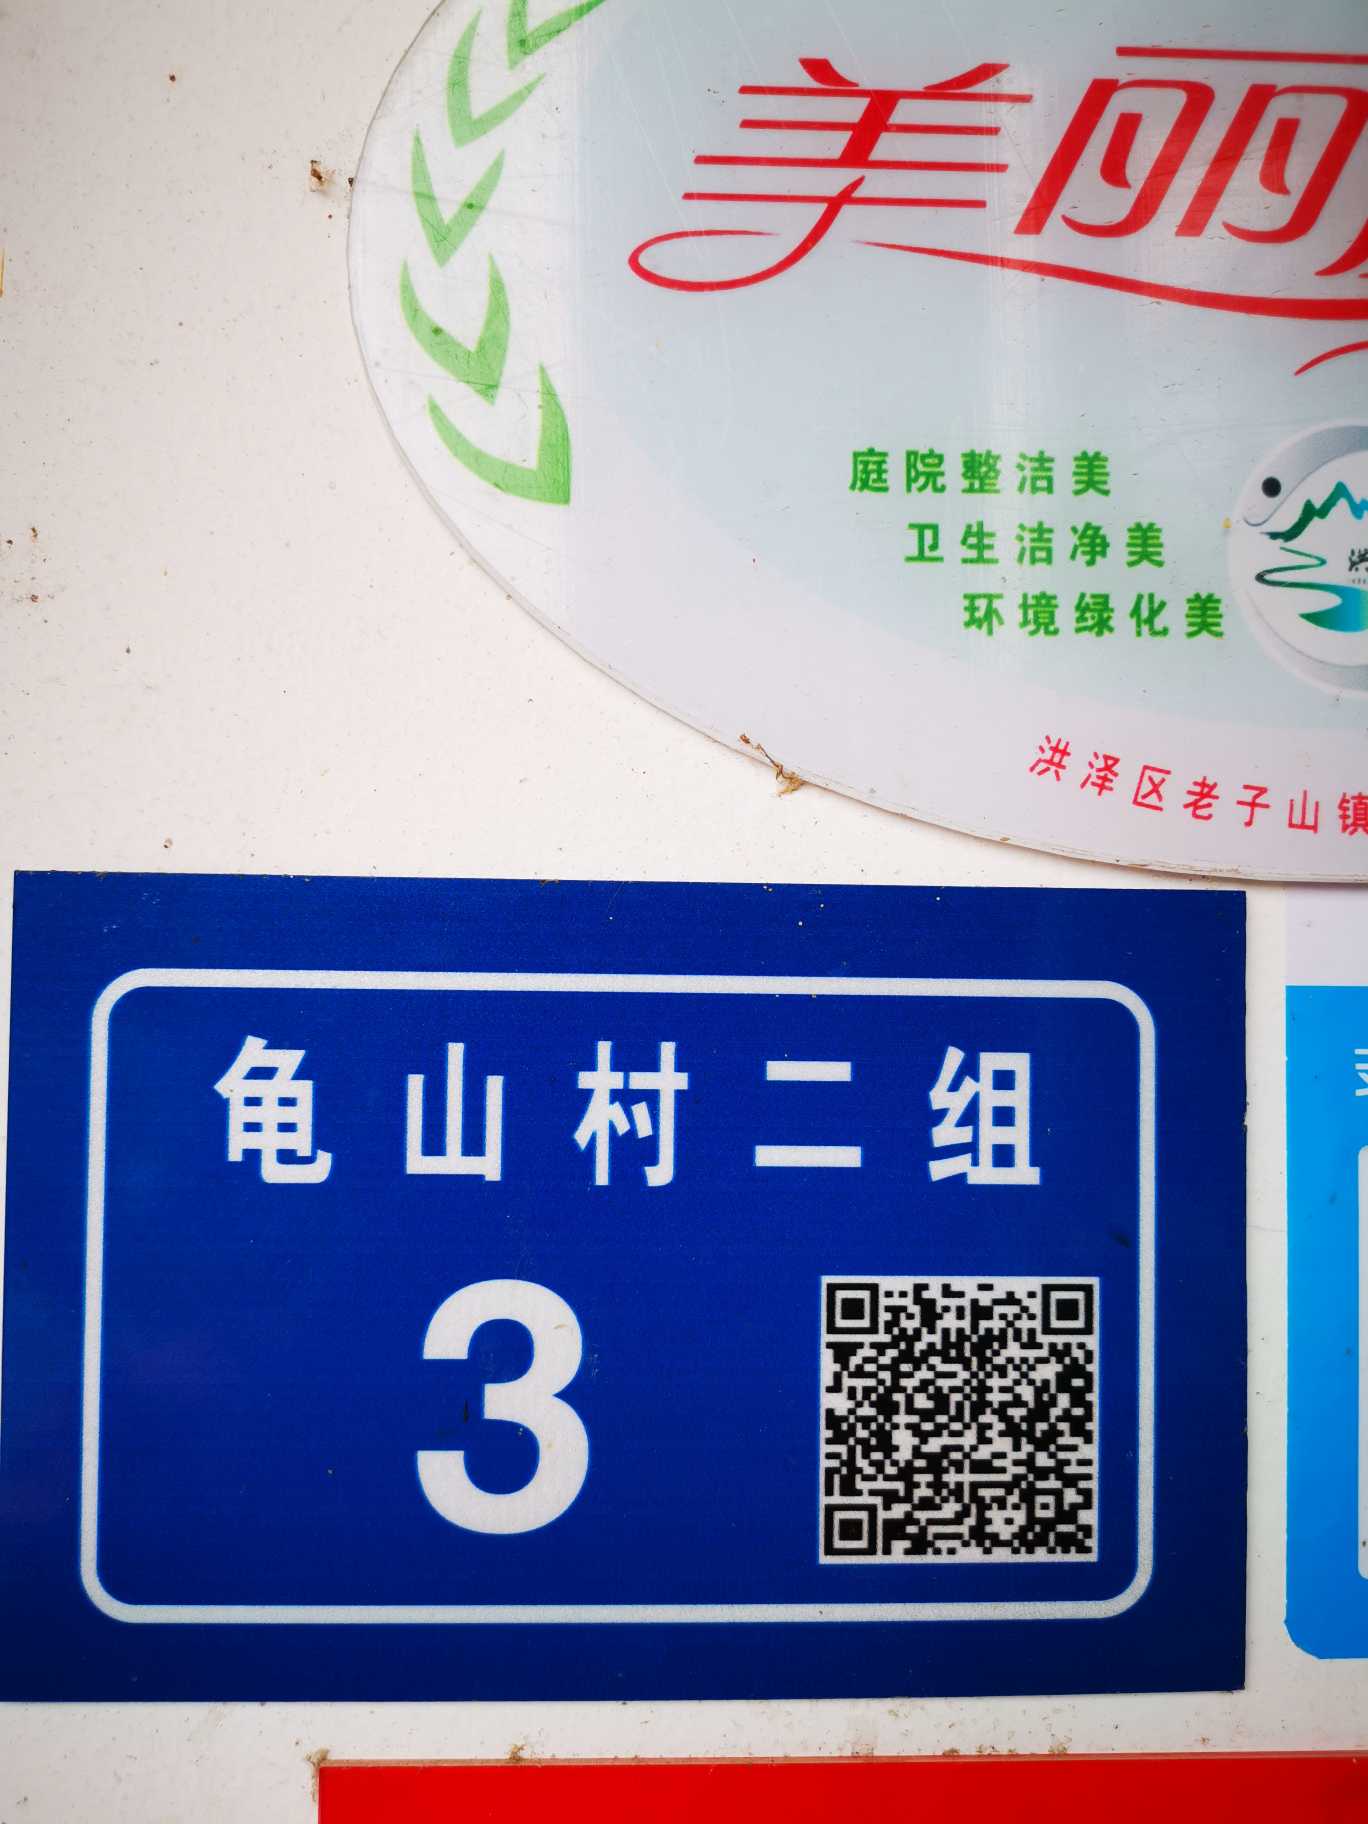 美丽
庭院整洁美
卫生洁净美
环境绿化美
洪泽区老子山镇
龟山村二组
3